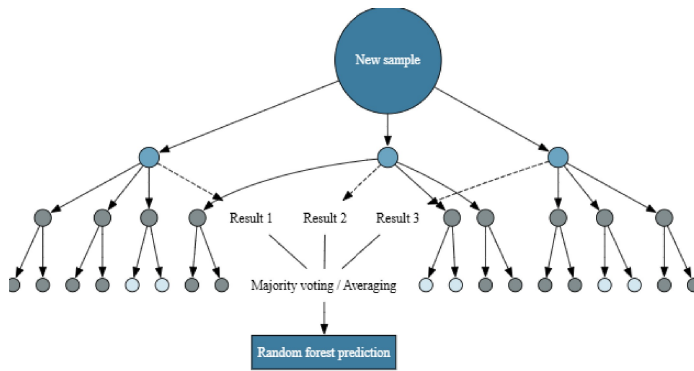 New sample
Result 1
Result 2
Result 3
Majority voting / Averaging
Random forest prediction